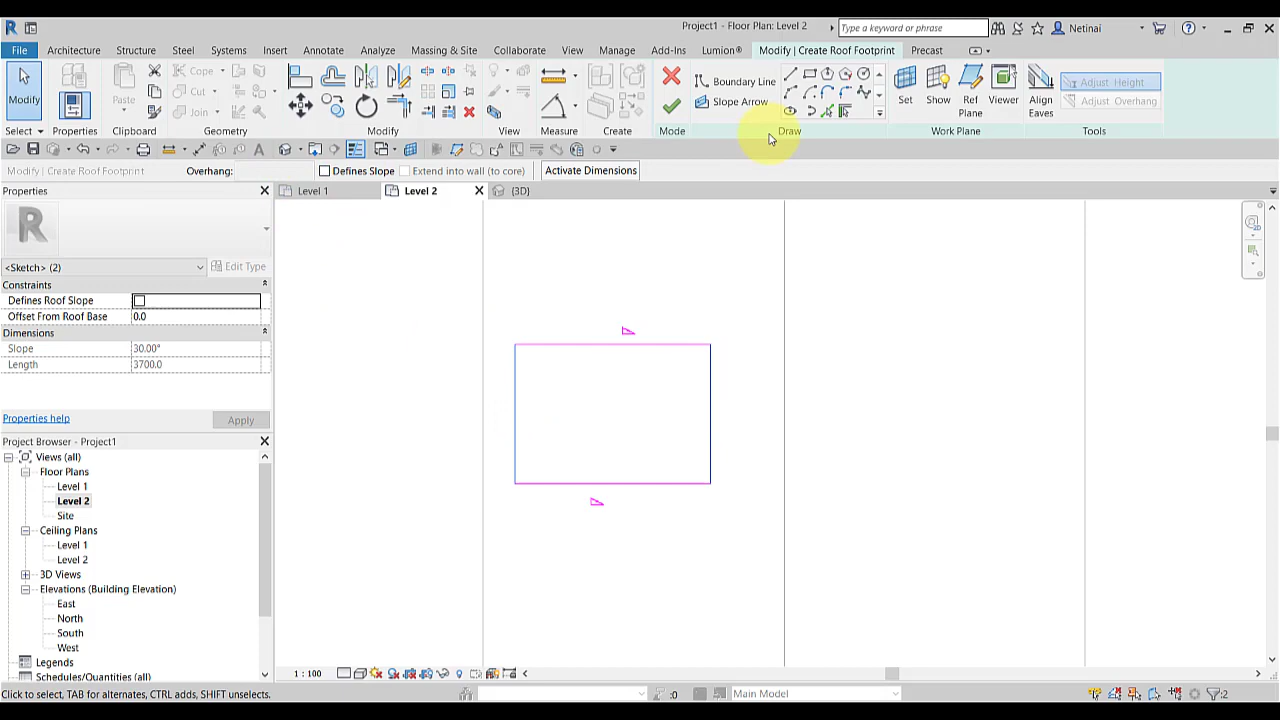 Project1 - Floor Plan: Level 2
Type a keyword or phrase
Netinai
File Architecture Structure Steel Systems Insert Annotate Analyze Massing & Site Collaborate View Manage Add-Ins Lumion® Modify | Create Roof Footprint Precast
Modify
Properties
Paste
Cope
Cut
Join
Boundary Line
Slope Arrow
Set
Show
Ref Plane
Viewer
Align Eaves
Adjust Height
Adjust Overhang
Select Properties Clipboard Geometry Modify View Measure Create Mode Draw Work Plane Tools
Modify | Create Roof Footprint Overhang: Defines Slope Extend into wall (to core) Activate Dimensions
Properties
Level 1 Level 2 (3D)
R
<Sketch> (2) Edit Type
Constraints
Defines Roof Slope
Offset From Roof Base 0.0
Dimensions
Slope 30.00°
Length 3700.0
Properties help Apply
Project Browser - Project1
Views (all)
Floor Plans
Level 1
Level 2
Site
Ceiling Plans
Level 1
Level 2
3D Views
Elevations (Building Elevation)
East
North
South
West
Legends
Schedules/Quantities (all)
1 : 100
Click to select, TAB for alternates, CTRL adds, SHIFT unselects. :0 Main Model :2